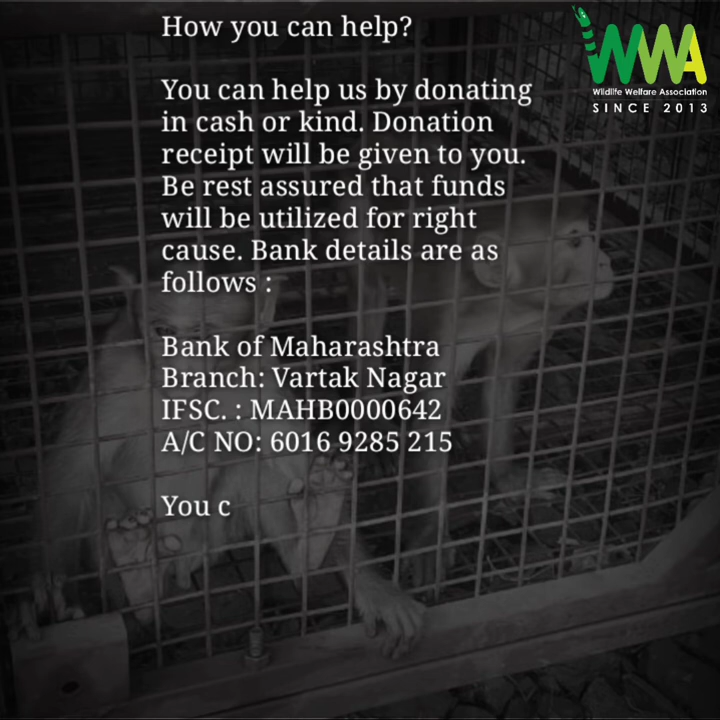 How you can help?
WWA
Wildlife Welfare Association
SINCE 2013
You can help us by donating
in cash or kind. Donation
receipt will be given to you.
Be rest assured that funds
will be utilized for right
cause. Bank details are as
follows :
Bank of Maharashtra
Branch: Vartak Nagar
IFSC. : MAHB0000642
A/C NO: 6016 9285 215
You c